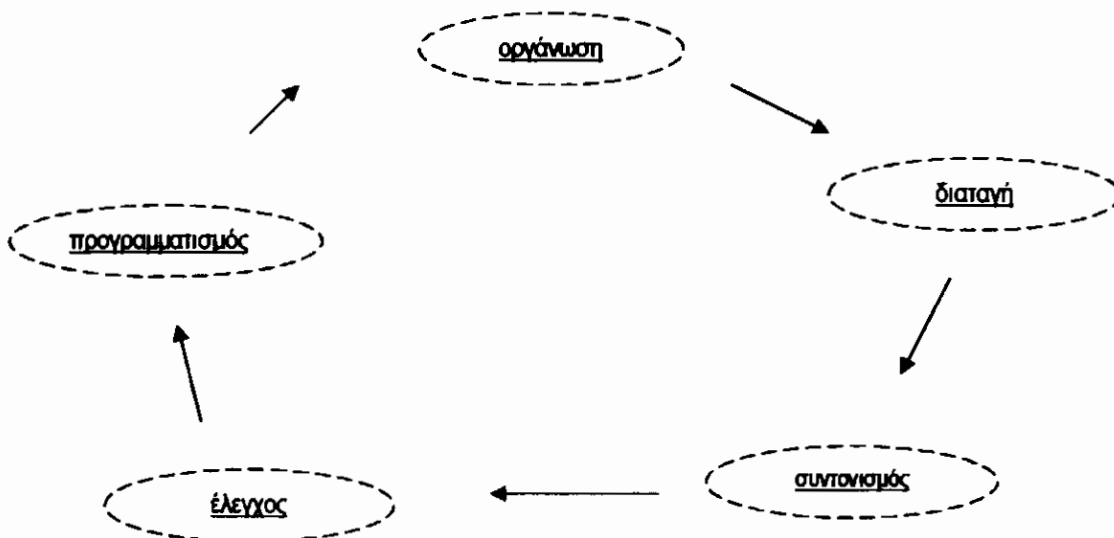 οργάνωση
διαταγή
προγραμματισμός
συντονισμός
έλεγχος